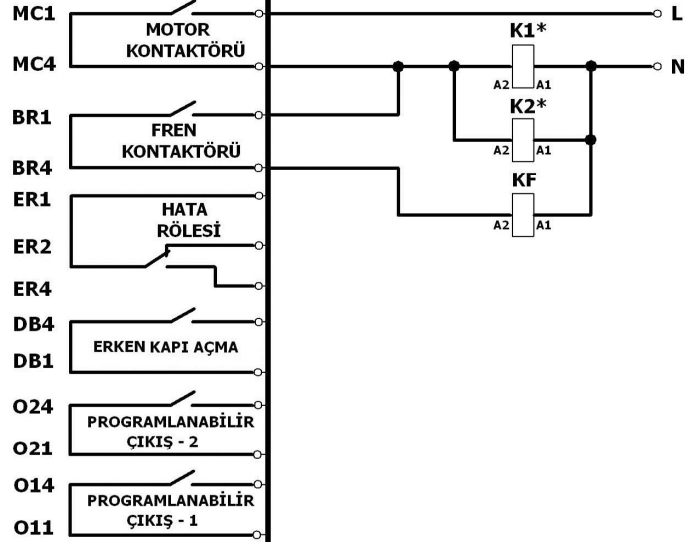 MC1
L
MOTOR
KONTAKTÖRÜ
K1*
MC4
N
A2 A1
K2*
BR1
FREN
KONTAKTÖRÜ
A2 A1
BR4
KF
ER1
HATA
RÖLESİ
A2 A1
ER2
ER4
DB4
ERKEN KAPI AÇMA
DB1
O24
PROGRAMLANABİLİR
ÇIKIŞ - 2
O21
O14
PROGRAMLANABİLİR
ÇIKIŞ - 1
O11